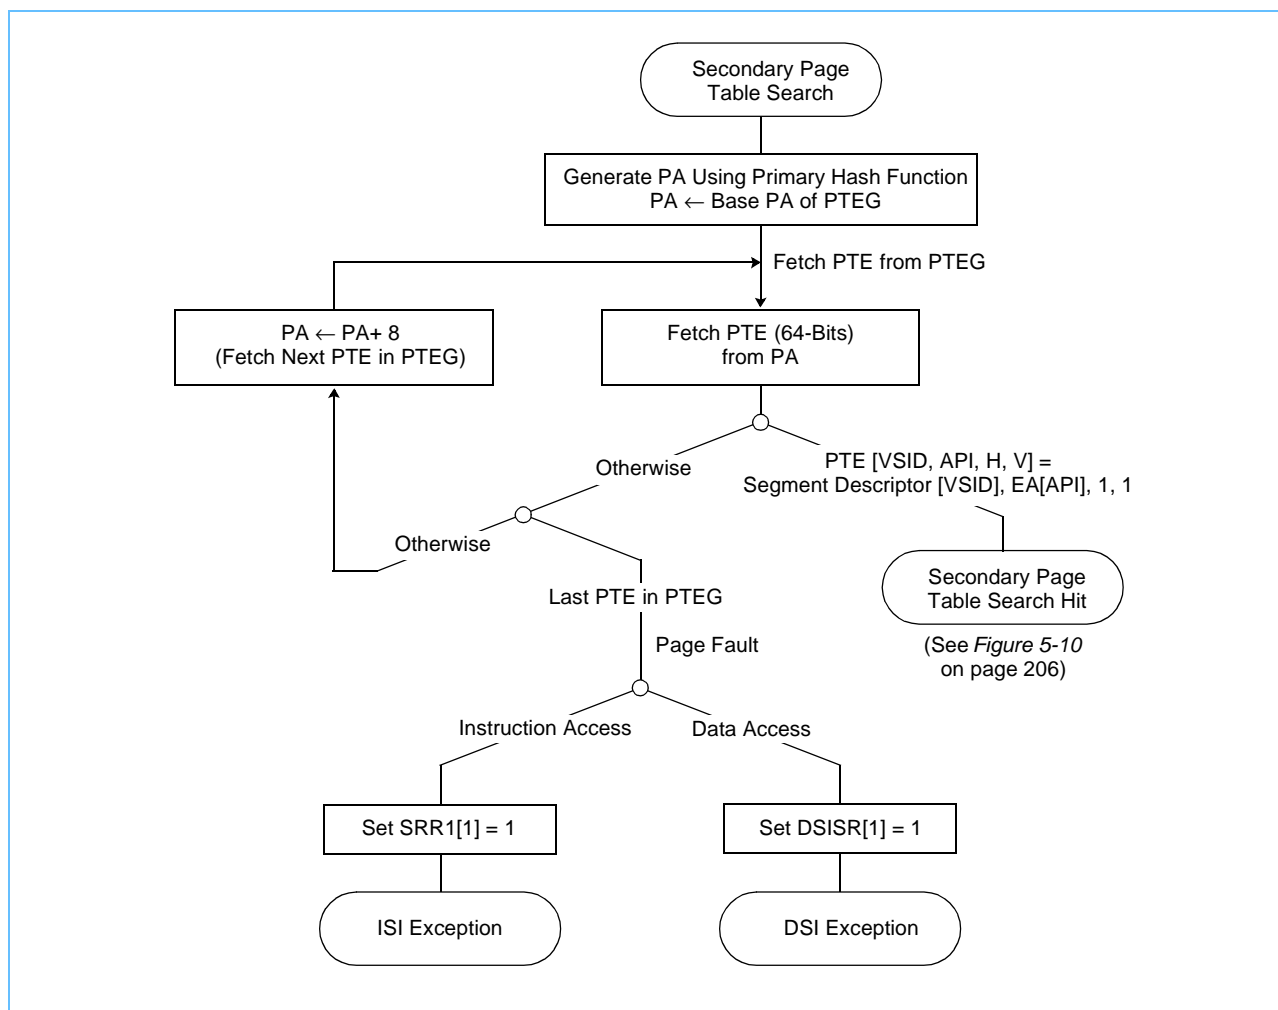 Secondary Page
Table Search
Generate PA Using Primary Hash Function
PA ← Base PA of PTEG
Fetch PTE from PTEG
PA ← PA+ 8
(Fetch Next PTE in PTEG)
Fetch PTE (64-Bits)
from PA
Otherwise
PTE [VSID, API, H, V] =
Segment Descriptor [VSID], EA[API], 1, 1
Otherwise
Last PTE in PTEG
Secondary Page
Table Search Hit
Page Fault
(See Figure 5-10
on page 206)
Instruction Access
Data Access
Set SRR1[1] = 1
Set DSISR[1] = 1
ISI Exception
DSI Exception